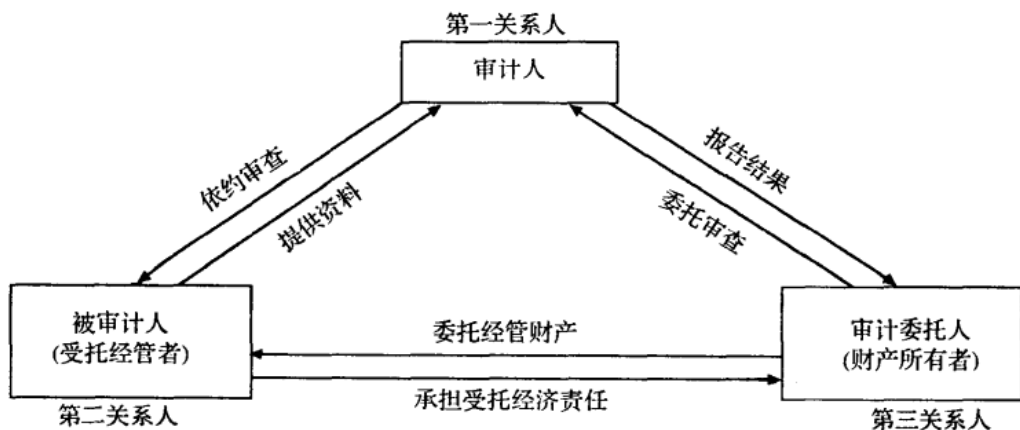 第一关系人
审计人
依约审查
提供资料
报告结果
委托审查
被审计人
(受托经管者)
第二关系人
委托经管财产
承担受托经济责任
审计委托人
(财产所有者)
第三关系人